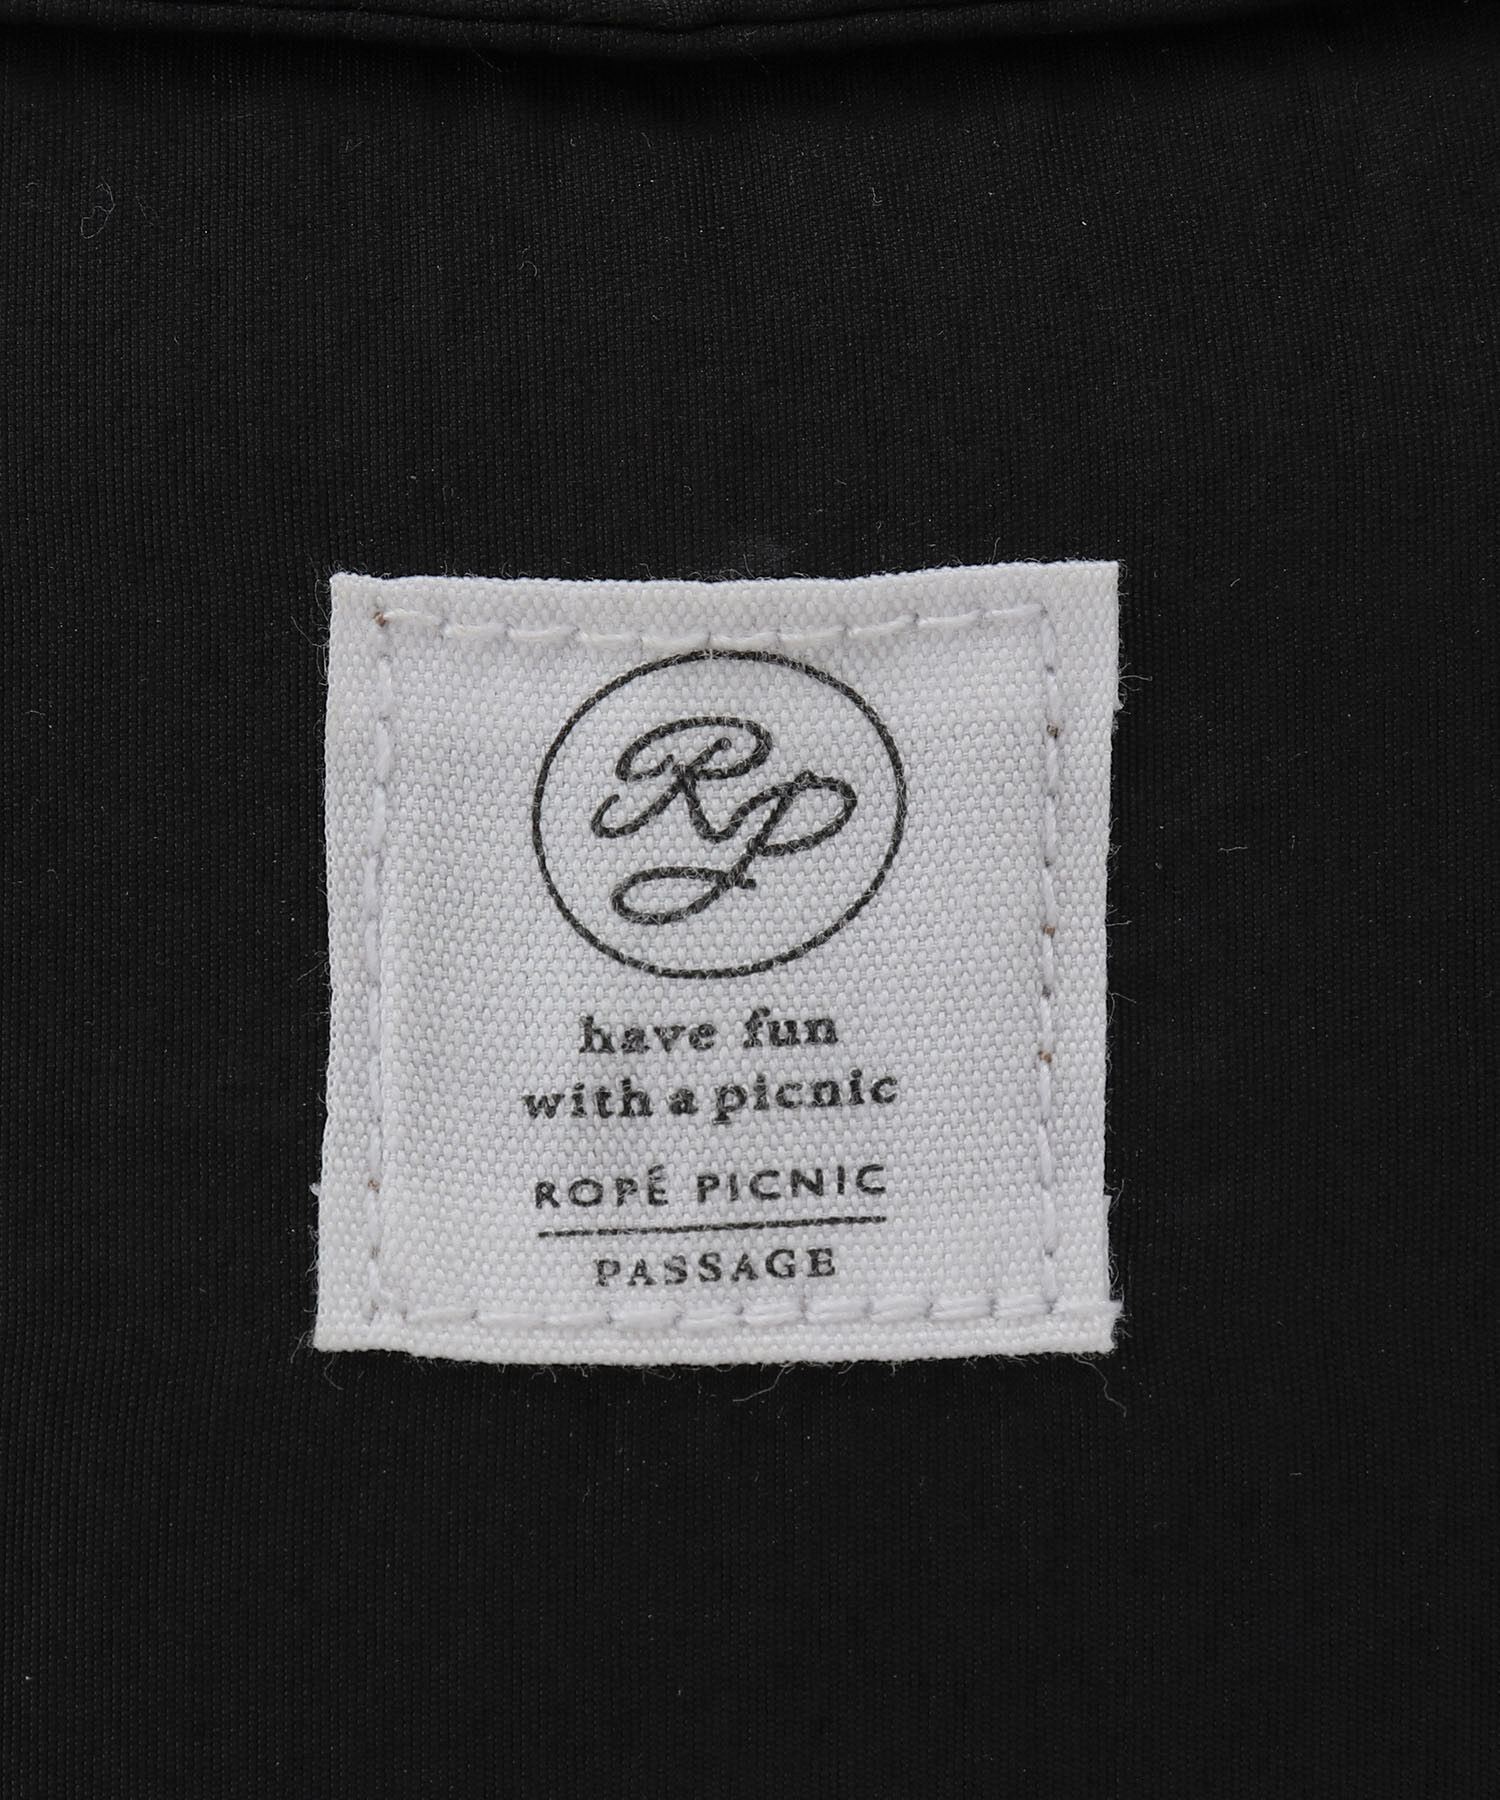 RP
have fun
with a picnic
ROPÉ PICNIC
PASSAGE